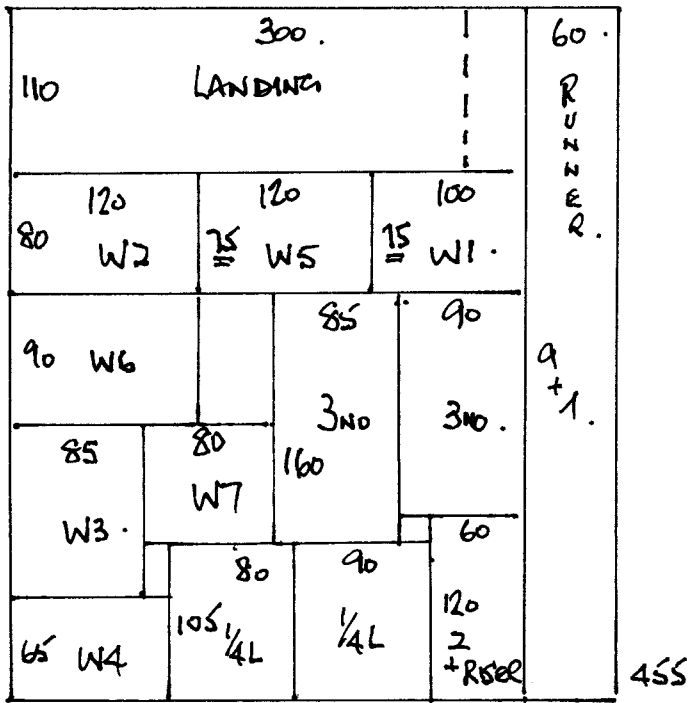 300.
110 LANDING
60.
RUNNER.
9
+
1.
120
80 W2
120
75 W5
100
75 W1.
90 W6
85
3NO
160
90
3NO.
85
W3.
80
W7
65 W4
80
105 1/4L
90
1/4L
60
120
2
+RISER
455